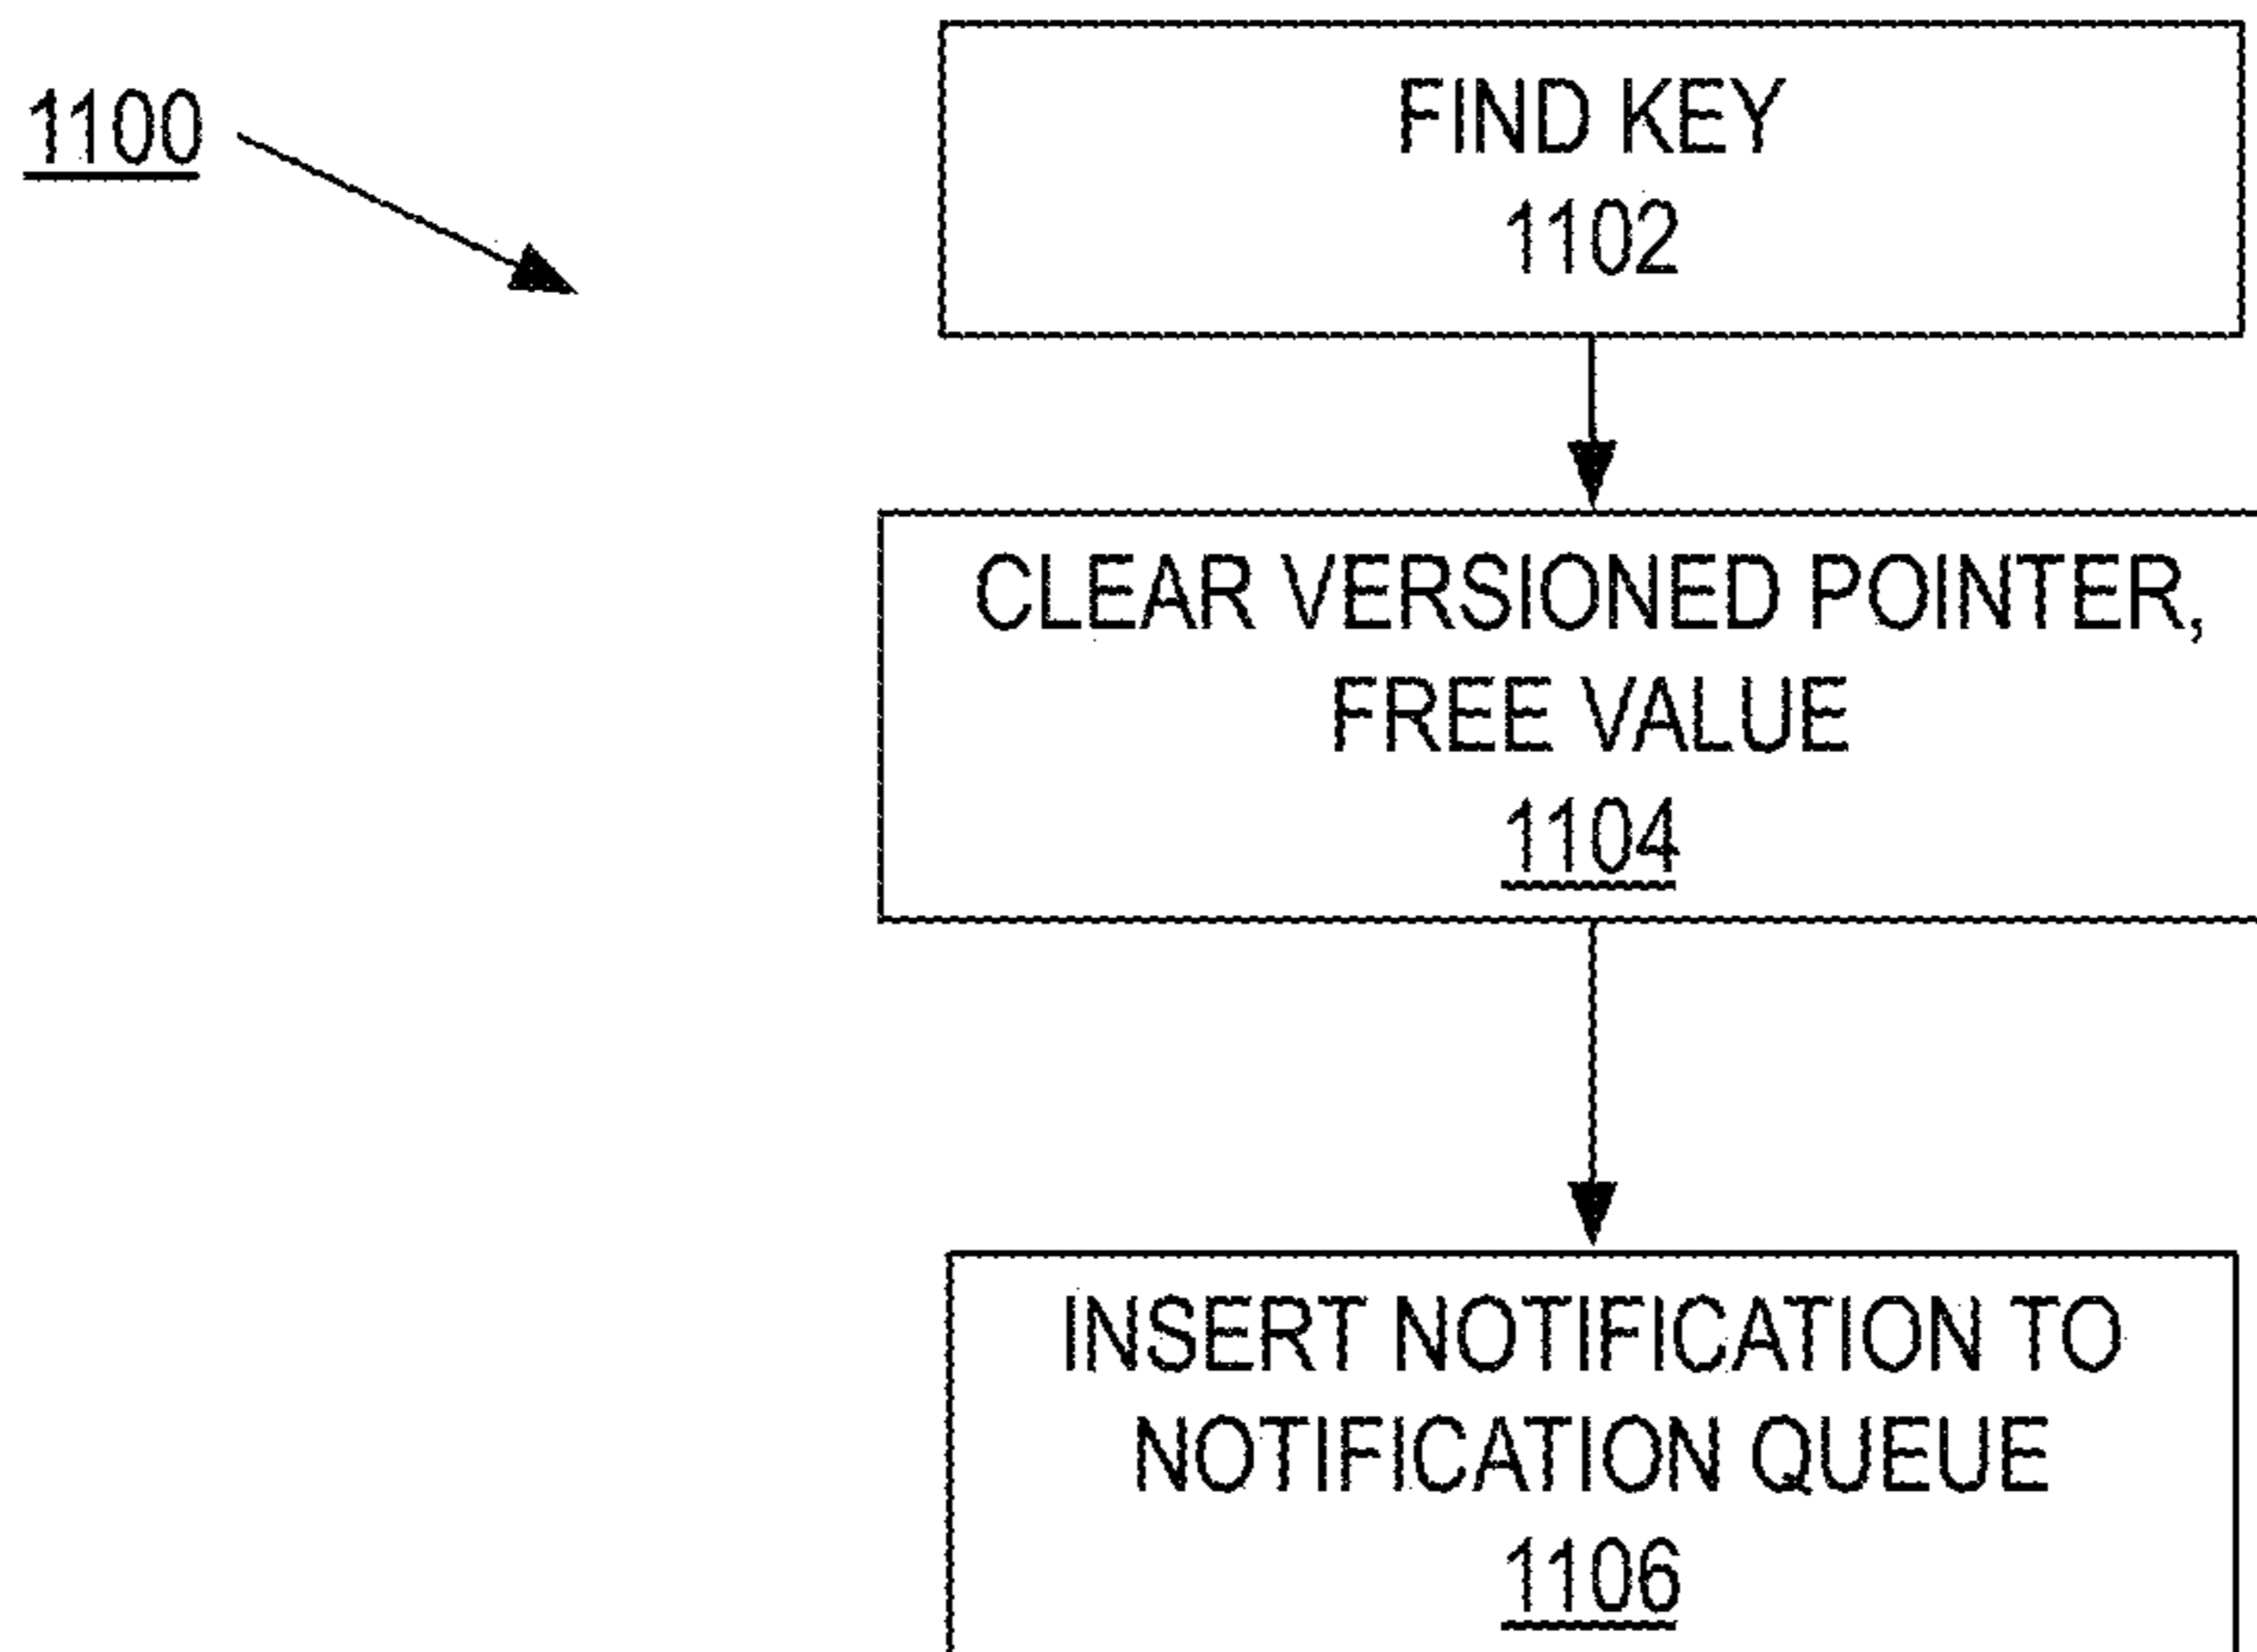 1100
FIND KEY
1102
CLEAR VERSIONED POINTER,
FREE VALUE
1104
INSERT NOTIFICATION TO
NOTIFICATION QUEUE
1106